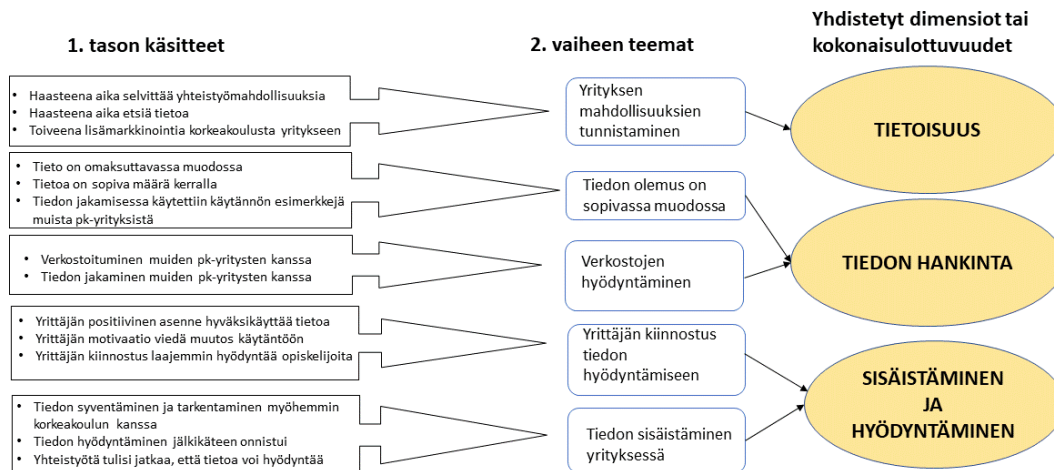 1. tason käsitteet
2. vaiheen teemat
Yhdistetyt dimensiot tai
kokonaisulottuvuudet
• Haasteena aika selvittää yhteistyömahdollisuuksia
• Haasteena aika etsiä tietoa
• Toiveena lisämarkkinointia korkeakoulusta yritykseen
Yrityksen
mahdollisuuksien
tunnistaminen
TIETOISUUS
• Tieto on omaksuttavassa muodossa
• Tietoa on sopiva määrä kerralla
• Tiedon jakamisessa käytettiin käytännön esimerkkejä
muista pk-yrityksistä
Tiedon olemus on
sopivassa muodossa
• Verkostoituminen muiden pk-yritysten kanssa
• Tiedon jakaminen muiden pk-yritysten kanssa
Verkostojen
hyödyntäminen
TIEDON HANKINTA
• Yrittäjän positiivinen asenne hyväksikäyttää tietoa
• Yrittäjän motivaatio viedä muutos käytäntöön
• Yrittäjän kiinnostus laajemmin hyödyntää opiskelijoita
Yrittäjän kiinnostus
tiedon
hyödyntämiseen
• Tiedon syventäminen ja tarkentaminen myöhemmin
korkeakoulun kanssa
• Tiedon hyödyntäminen jälkikäteen onnistui
• Yhteistyötä tulisi jatkaa, että tietoa voi hyödyntää
Tiedon sisäistäminen
yrityksessä
SISÄISTÄMINEN
JA
HYÖDYNTÄMINEN